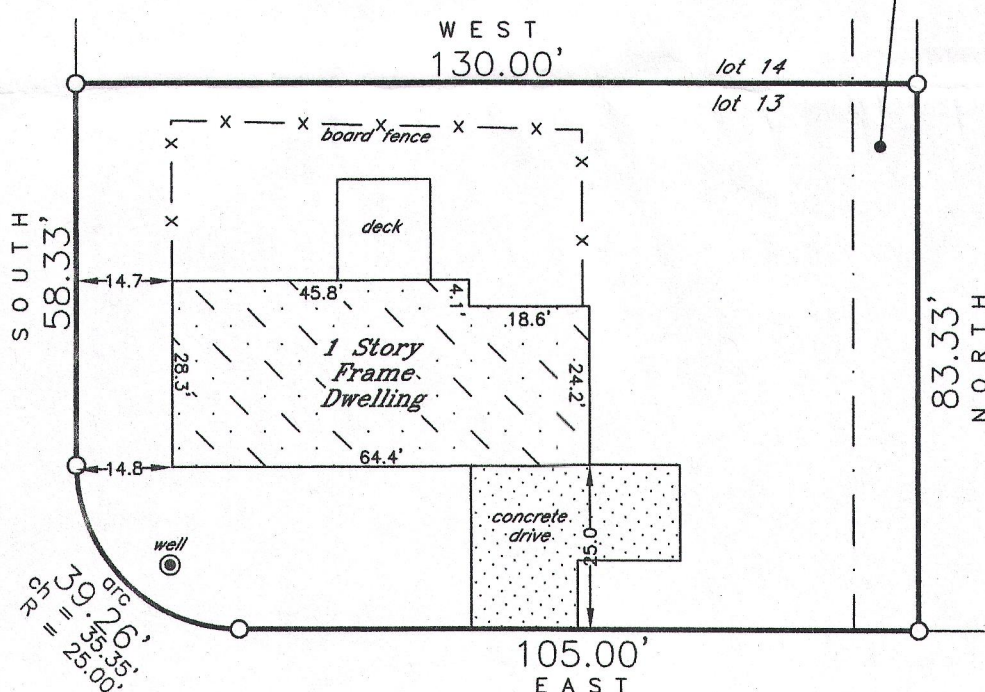 WEST
130.00'
lot 14
lot 13
x x x x x
board fence
x
x
x
x
deck
SOUTH
58.33'
14.7
45.8'
4.1'
18.6'
1 Story
Frame
Dwelling
28.3'
24.2'
83.33'
NORTH
14.8
64.4'
concrete
drive
25.0
well
arc
39.26'
ch = 35.35'
R = 25.00'
105.00'
EAST